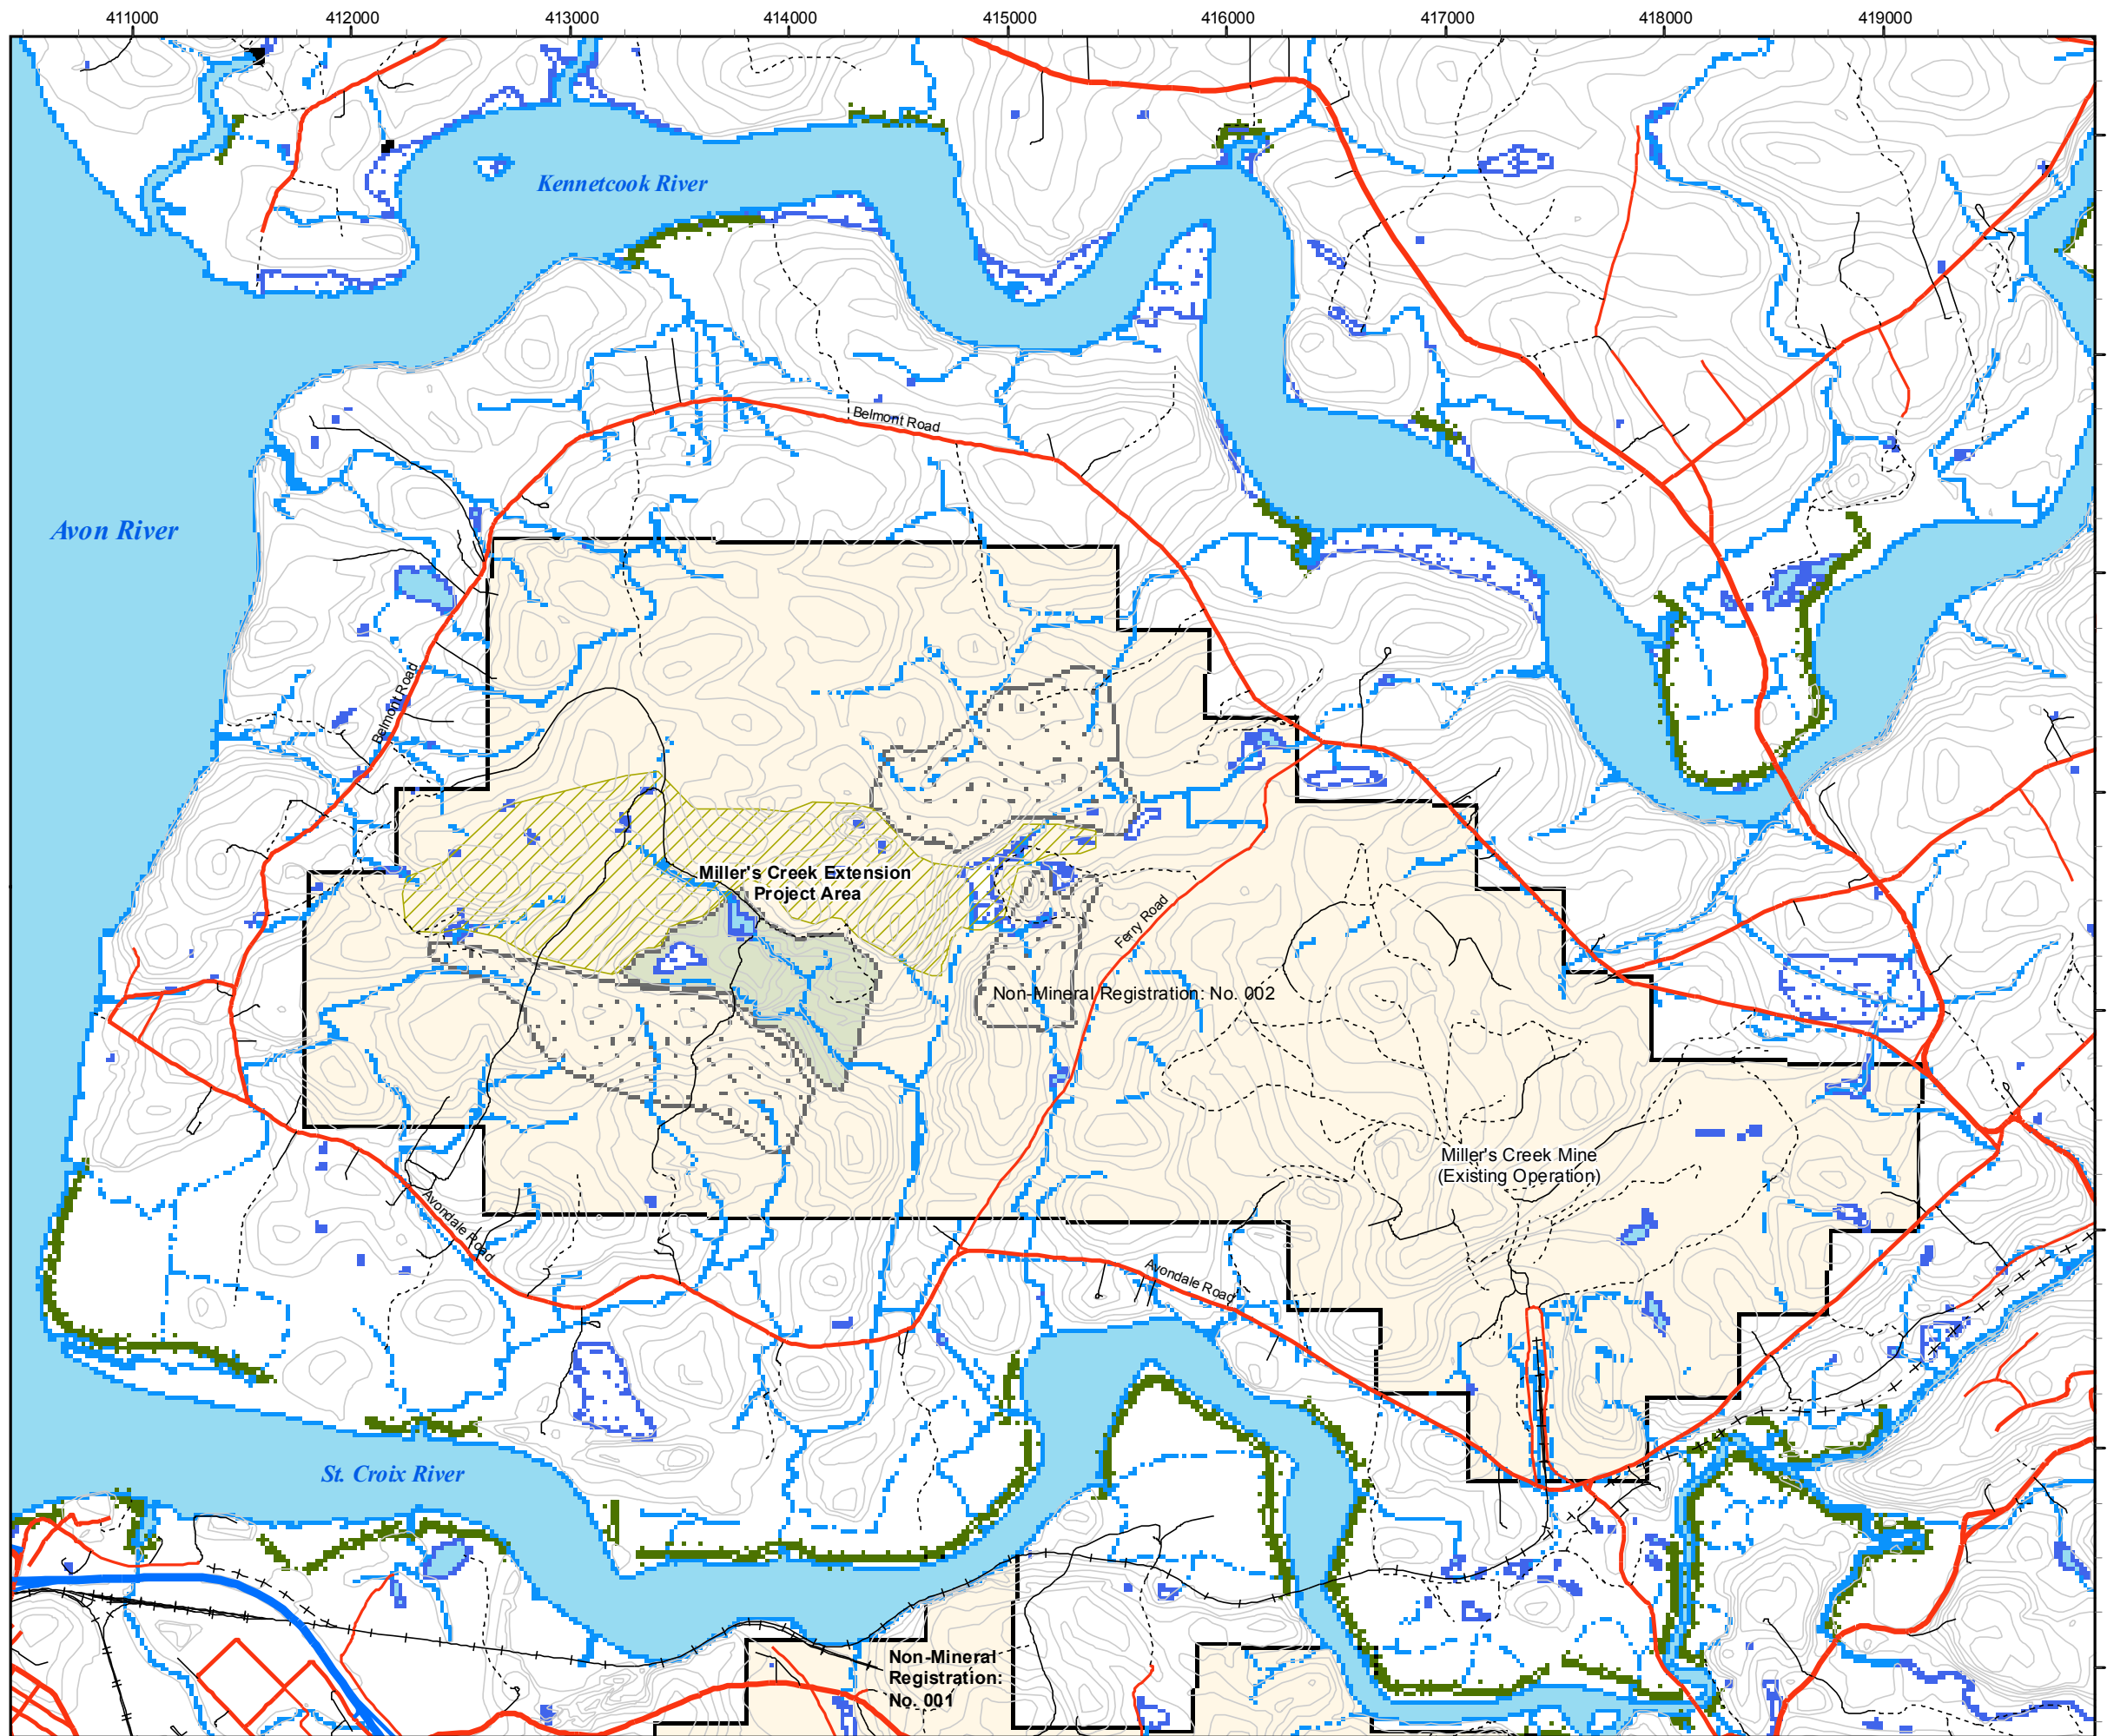 411000 412000 413000 414000 415000 416000 417000 418000 419000
Kennetcook River
Belmont Road
Avon River
Belmont Road
Miller's Creek Extension
Project Area
Ferry Road
Non-Mineral Registration: No. 002
Miller's Creek Mine
(Existing Operation)
Avondale Road
Avondale Road
St. Croix River
Non-Mineral
Registration:
No. 001